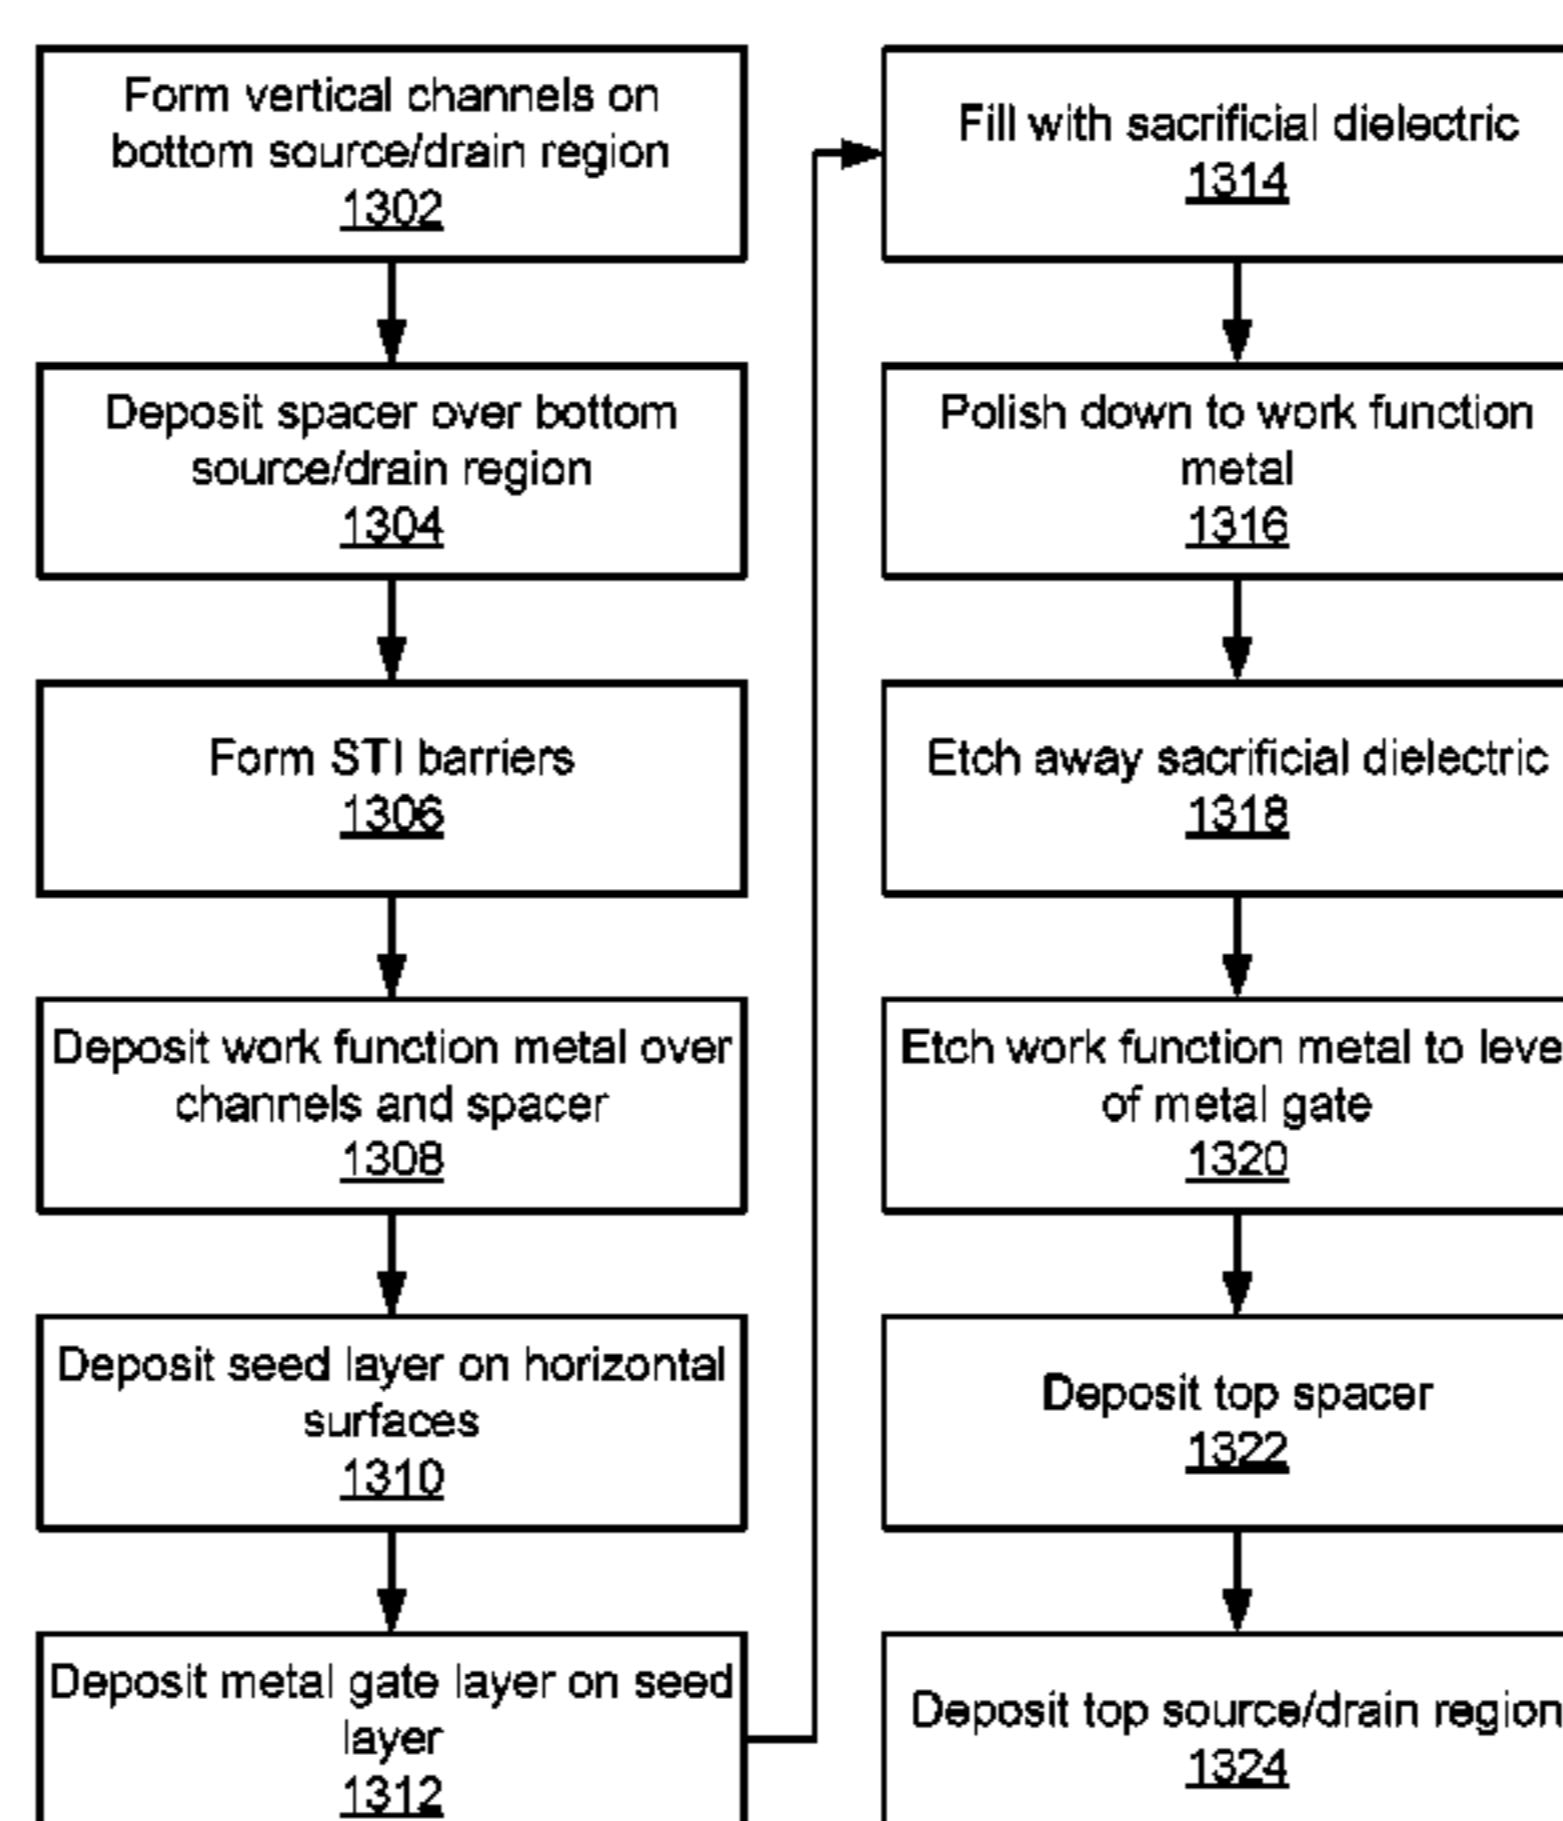 Form vertical channels on
bottom source/drain region
1302
Deposit spacer over bottom
source/drain region
1304
Form STI barriers
1306
Deposit work function metal over
channels and spacer
1308
Deposit seed layer on horizontal
surfaces
1310
Deposit metal gate layer on seed
layer
1312
Fill with sacrificial dielectric
1314
Polish down to work function
metal
1316
Etch away sacrificial dielectric
1318
Etch work function metal to leve
of metal gate
1320
Deposit top spacer
1322
Deposit top source/drain region
1324